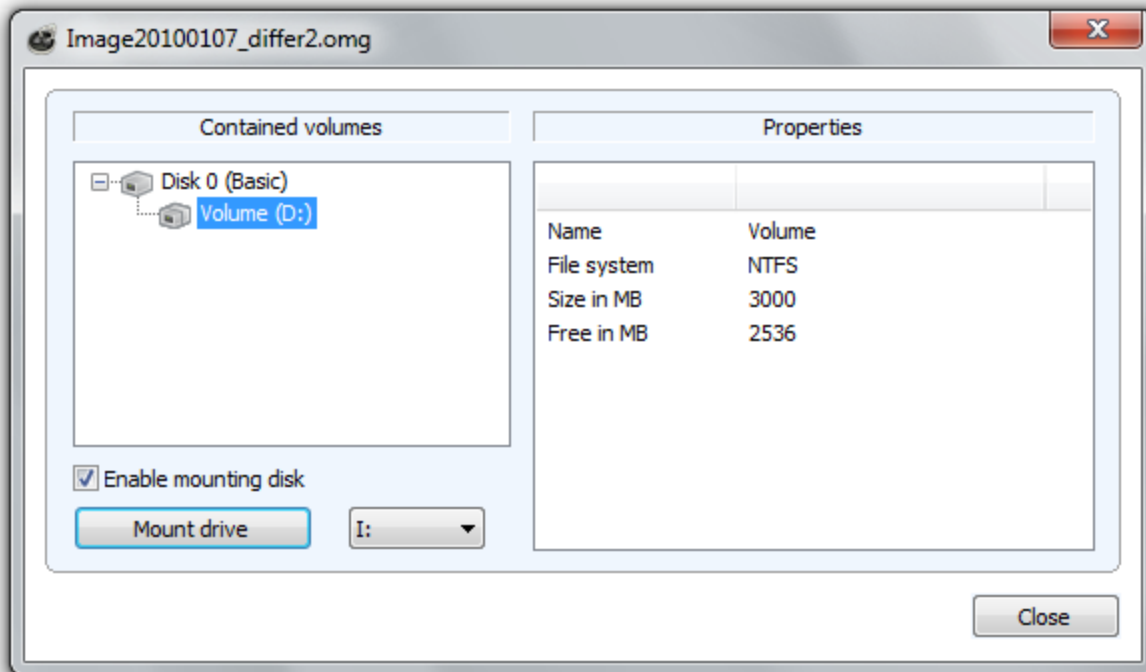 Image20100107_differ2.omg
X
Contained volumes
Properties
Disk 0 (Basic)
Volume (D:)
Name Volume
File system NTFS
Size in MB 3000
Free in MB 2536
Enable mounting disk
Mount drive
I:
Close